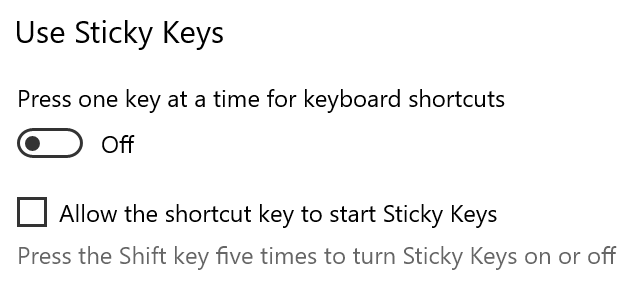 Use Sticky Keys
Press one key at a time for keyboard shortcuts
Off
Allow the shortcut key to start Sticky Keys
Press the Shift key five times to turn Sticky Keys on or off